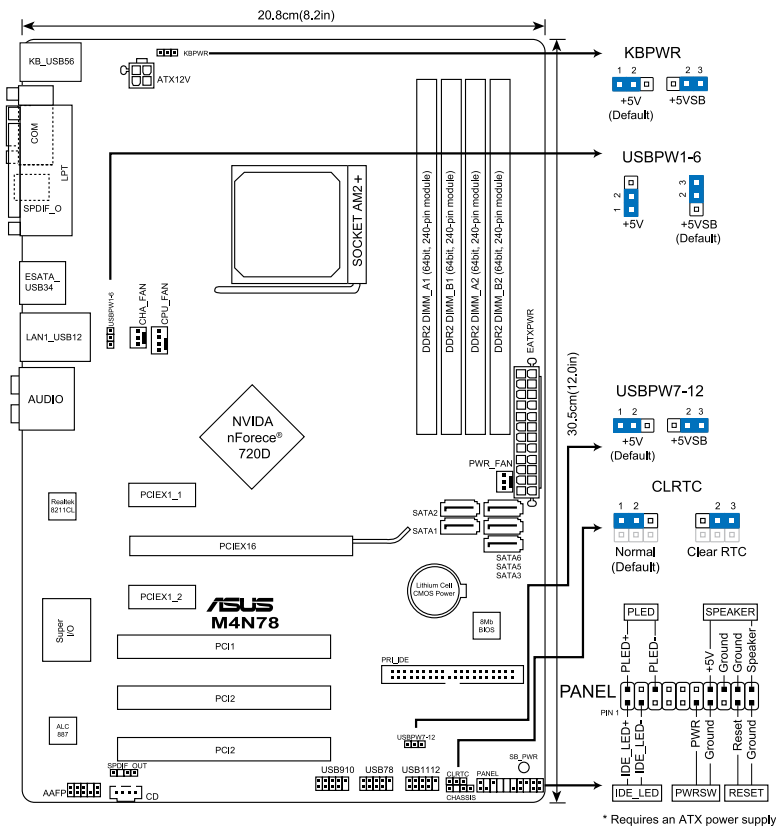 20.8cm(8.2in)
KB_USB56
KBPWR
ATX12V
COM
LPT
SPDIF_O
SOCKET AM2+
DDR2 DIMM_A1 (64bit, 240-pin module)
DDR2 DIMM_B1 (64bit, 240-pin module)
DDR2 DIMM_A2 (64bit, 240-pin module)
DDR2 DIMM_B2 (64bit, 240-pin module)
ESATA_
USB34
USBPW1-6
CHA_FAN
CPU_FAN
EATXPWR
LAN1_USB12
AUDIO
30.5cm(12.0in)
NVIDA
nForece®
720D
PWR_FAN
Realtek
8211CL
PCIEX1_1
SATA2
SATA1
PCIEX16
SATA6
SATA5
SATA3
PCIEX1_2
ASUS
M4N78
Lithium Cell
CMOS Power
Super
I/O
8Mb
BIOS
PCI1
PRI_IDE
PCI2
ALC
887
PCI2
USBPW7-12
SPDIF_OUT
SB_PWR
AAFP
CD
USB910
USB78
USB1112
CLRTC
CHASSIS
PANEL
KBPWR
1 2
2 3
+5V
(Default)
+5VSB
USBPW1-6
2
1
3
2
+5V
+5VSB
(Default)
USBPW7-12
1 2
2 3
+5V
(Default)
+5VSB
CLRTC
1 2
2 3
Normal
(Default)
Clear RTC
PLED
SPEAKER
PLED+
PLED-
+5V
Ground
Ground
Speaker
PANEL
PIN 1
IDE_LED+
IDE_LED-
PWR
Ground
Reset
Ground
IDE_LED
PWRSW
RESET
* Requires an ATX power supply